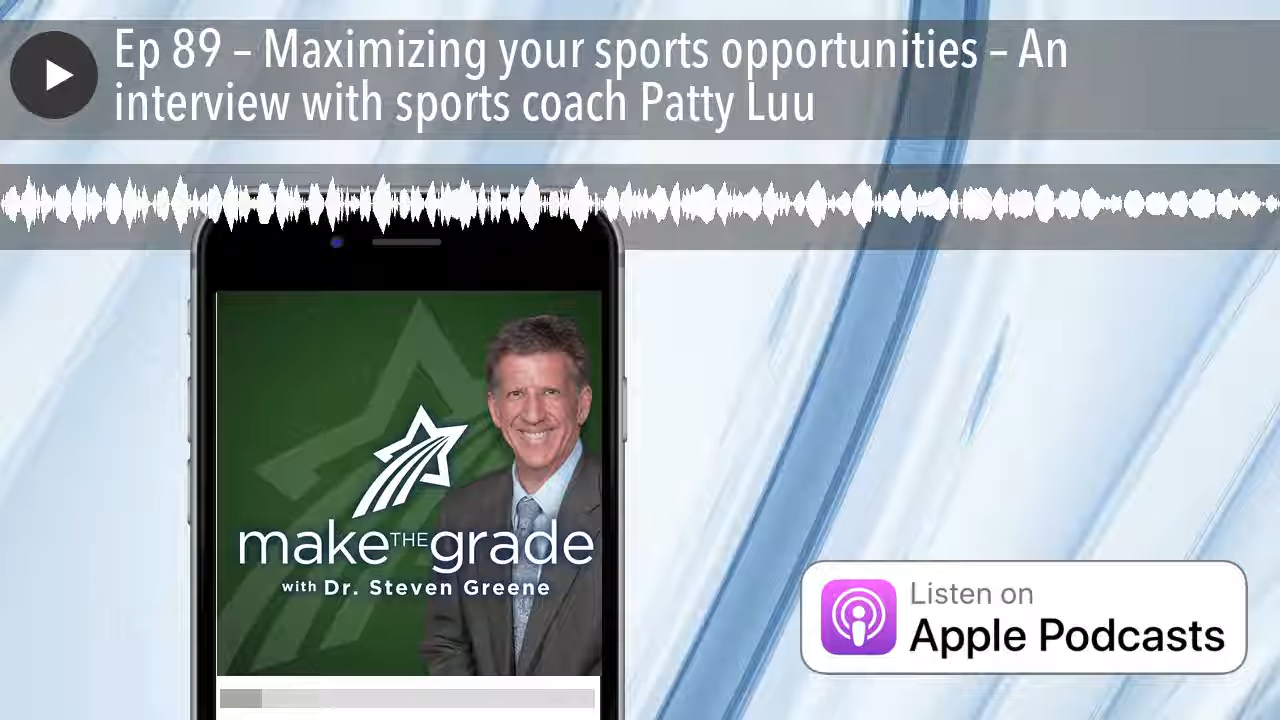 Ep 89 – Maximizing your sports opportunities – An
interview with sports coach Patty Luu
make THE grade
with Dr. Steven Greene
Listen on
Apple Podcasts